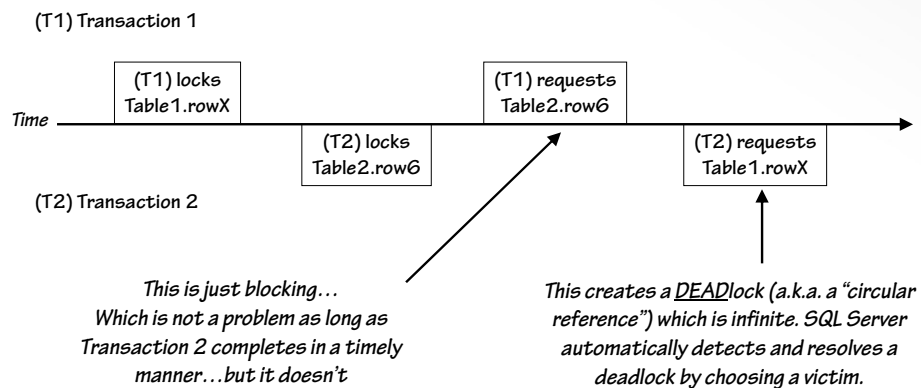 (T1) Transaction 1
(T1) locks
Table1.rowX
(T1) requests
Table2.row6
Time
(T2) locks
Table2.row6
(T2) requests
Table1.rowX
(T2) Transaction 2
This is just blocking...
Which is not a problem as long as
Transaction 2 completes in a timely
manner...but it doesn't
This creates a DEADlock (a.k.a. a “circular
reference”) which is infinite. SQL Server
automatically detects and resolves a
deadlock by choosing a victim.